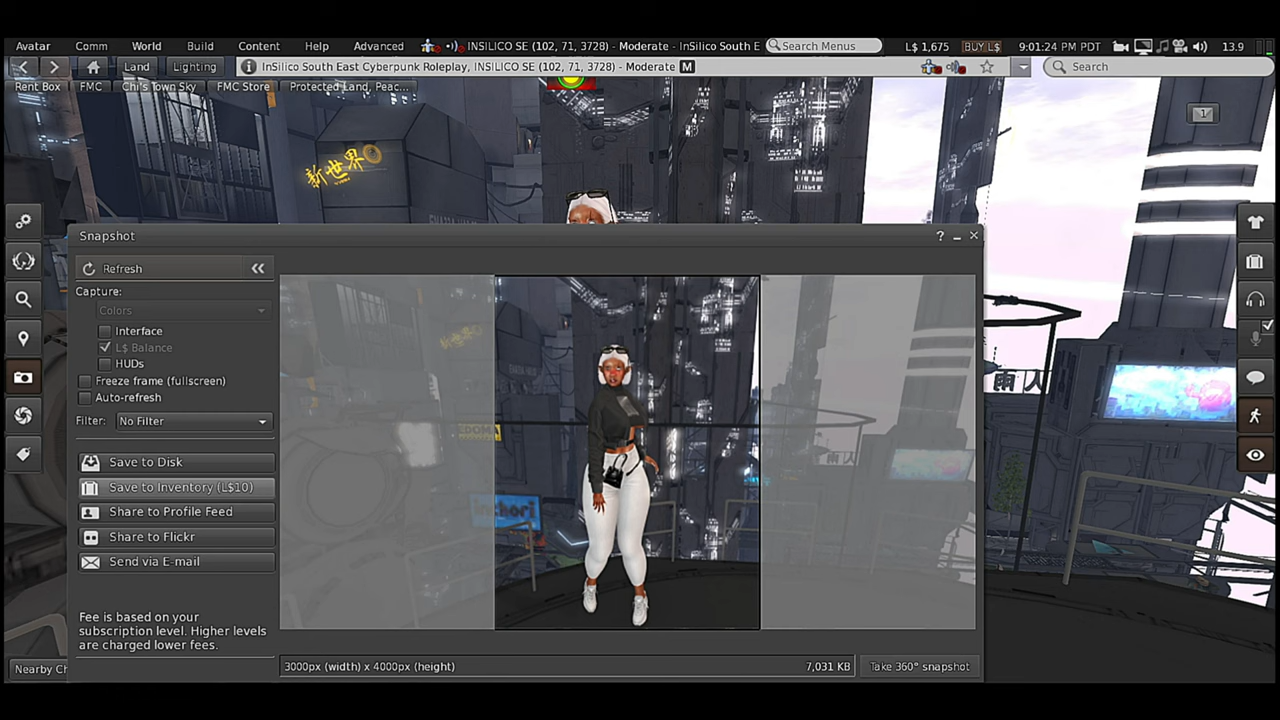 Avatar Comm World Build Content Help Advanced INSILICO SE (102, 71, 3728) - Moderate - InSilico South E Search Menus L$ 1,675 BUY L$ 9:01:24 PM PDT 13.9
Land Lighting InSilico South East Cyberpunk Roleplay, INSILICO SE (102, 71, 3728) - Moderate M Search
Rent Box FMC Chi's Town Sky FMC Store Protected Land, Peac...
1
新世界
Snapshot
? 
Refresh
Capture:
Colors
Interface
L$ Balance
HUDs
Freeze frame (fullscreen)
Auto-refresh
Filter: No Filter
Save to Disk
Save to Inventory (L$10)
Share to Profile Feed
Share to Flickr
Send via E-mail
Fee is based on your
subscription level. Higher levels
are charged lower fees.
3000px (width) x 4000px (height) 7,031 KB Take 360° snapshot
Nearby Ch